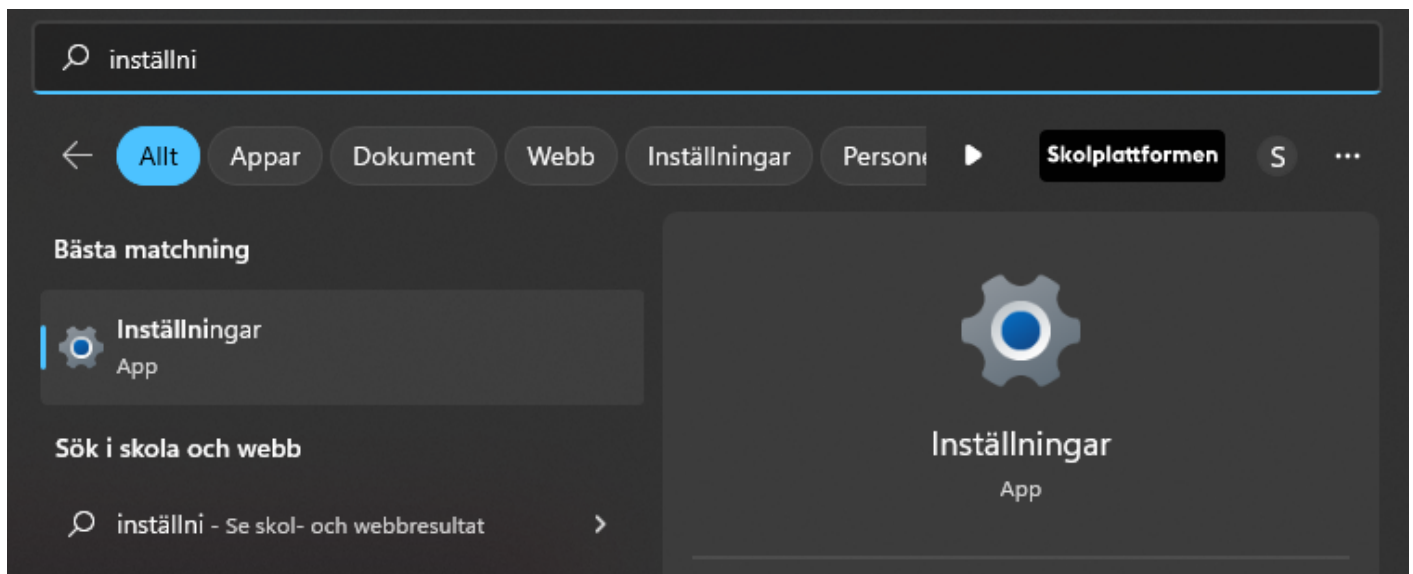 inställni
Allt Appar Dokument Webb Inställningar Persone Skolplattformen S ...
Bästa matchning
Inställningar
App
Sök i skola och webb
inställni - Se skol- och webbresultat
Inställningar
App